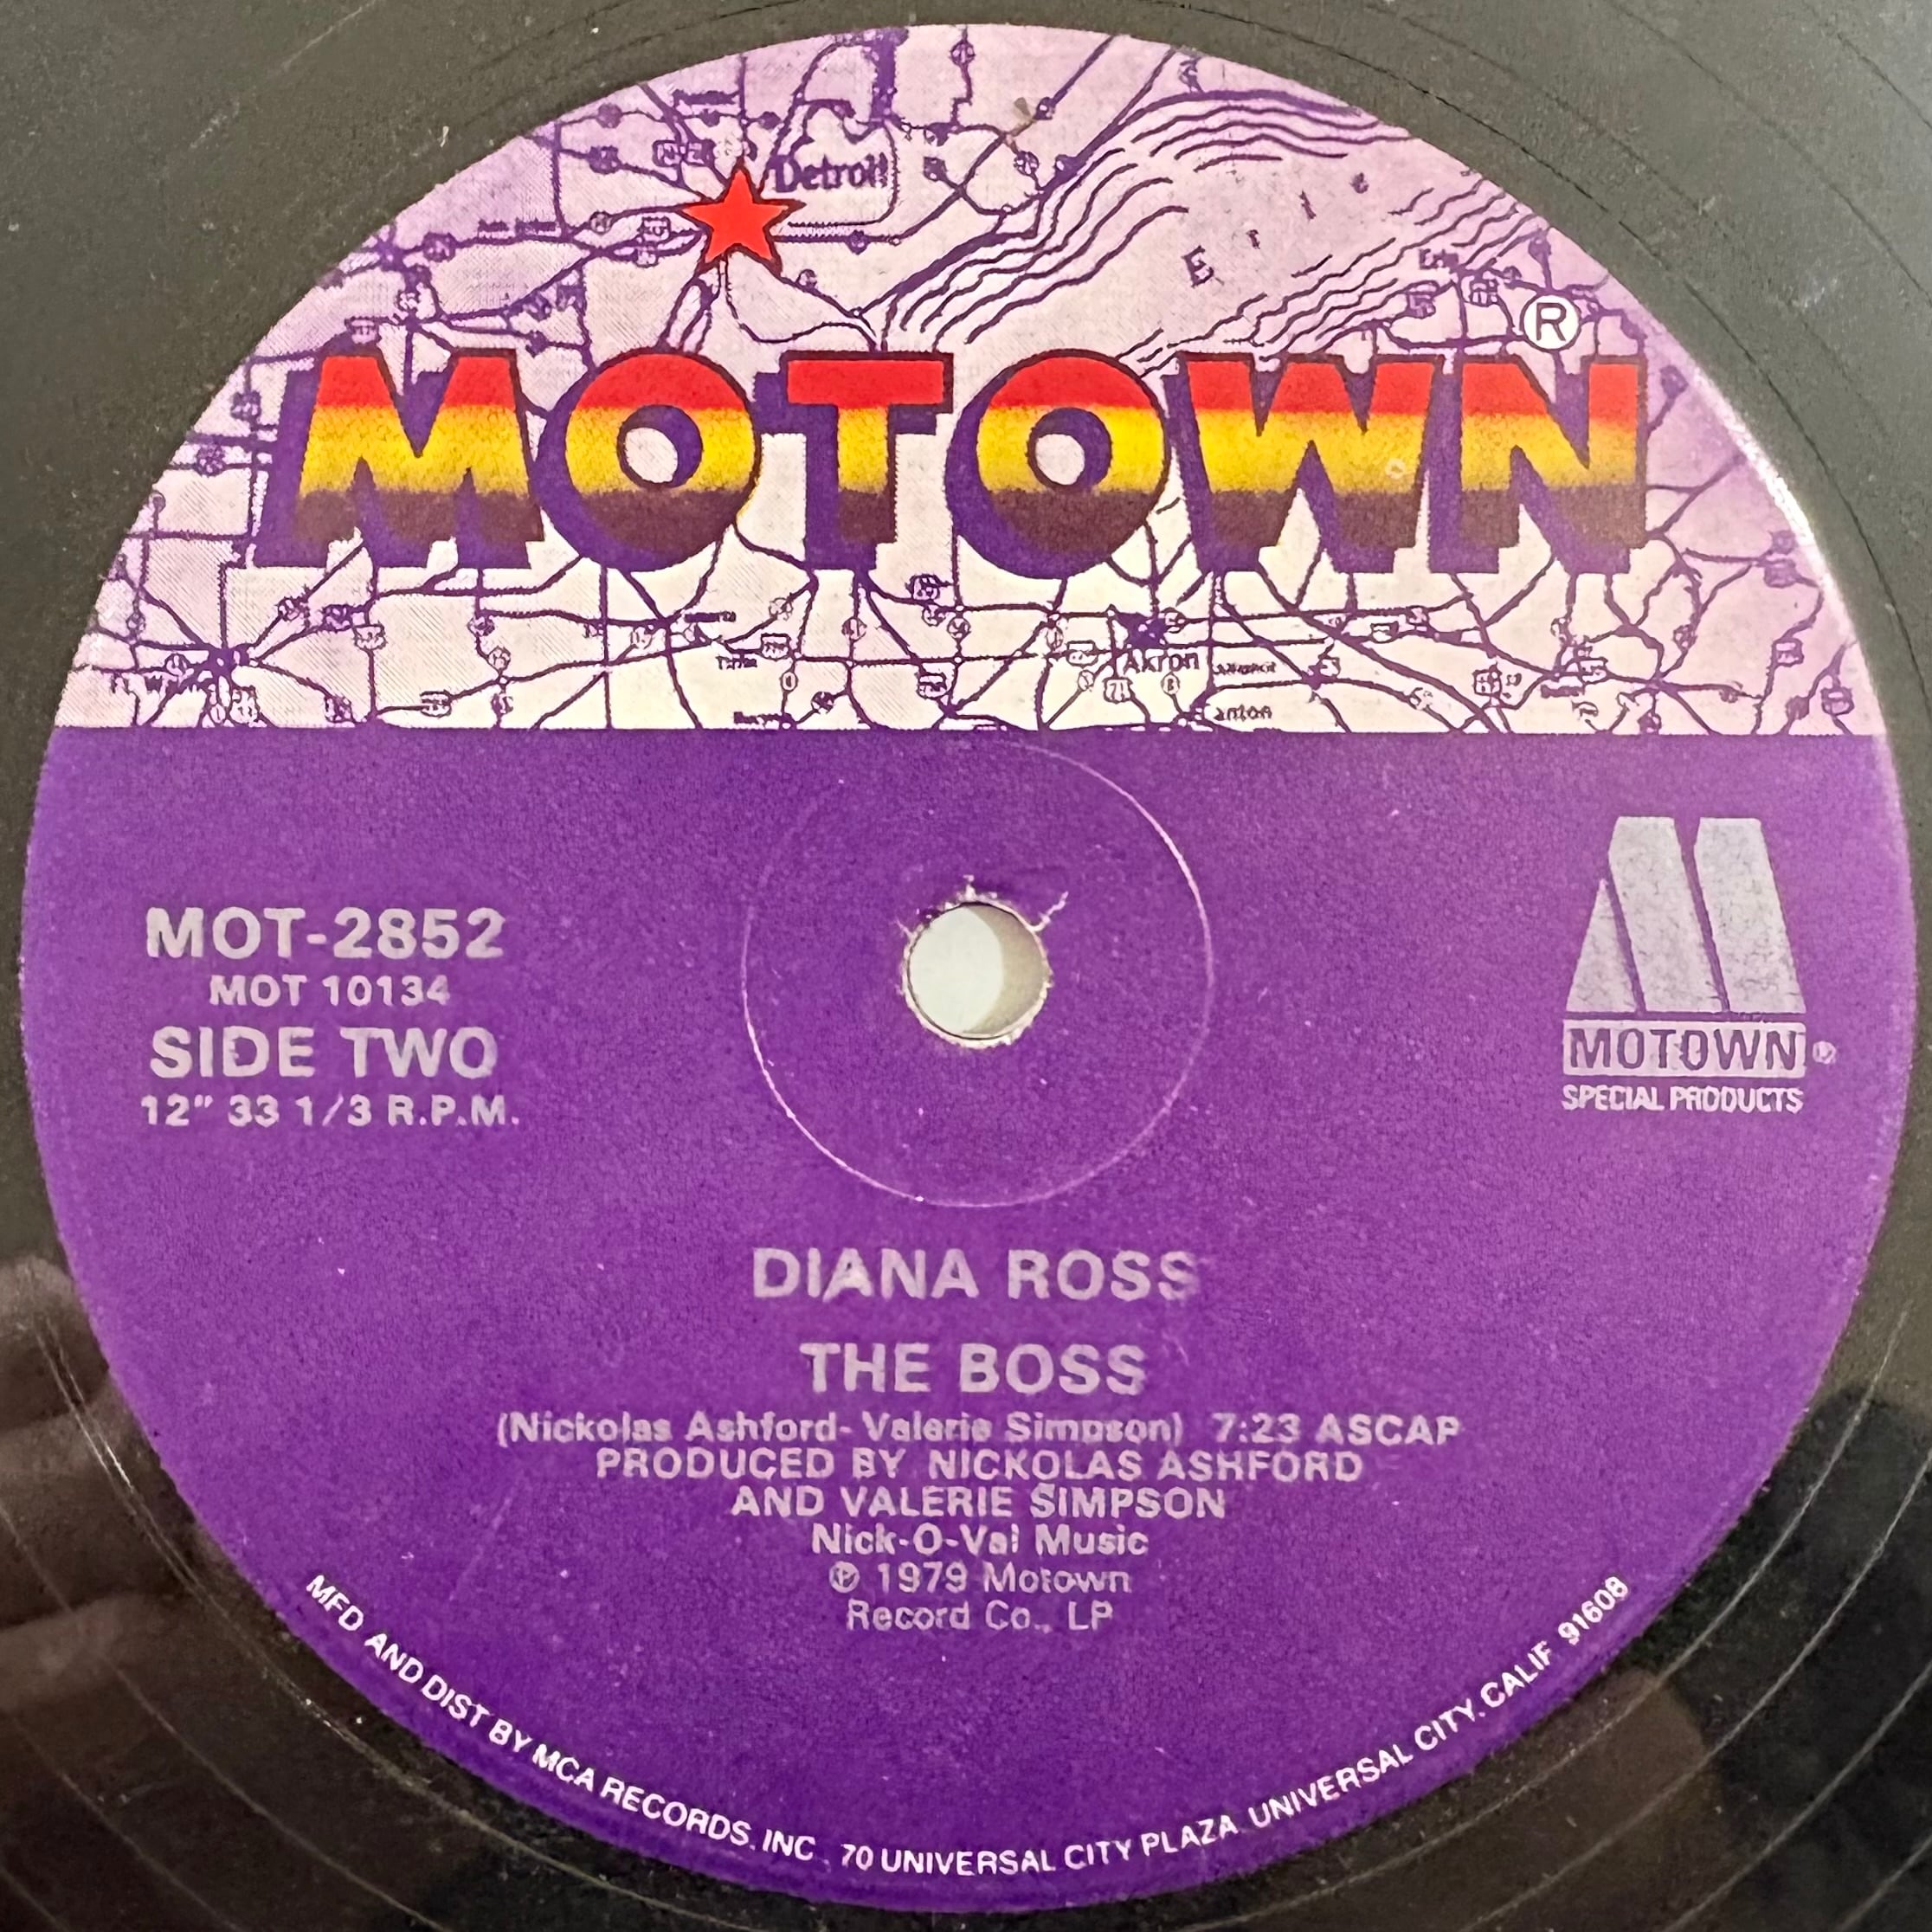 Detroit
Erie
Erie
®
MOTOWN
Akron
Canton
MOT-2852
MOT 10134
SIDE TWO
12" 33 1/3 R.P.M.
MOTOWN ®
SPECIAL PRODUCTS
DIANA ROSS
THE BOSS
(Nickolas Ashford- Valerie Simpson) 7:23 ASCAP
PRODUCED BY NICKOLAS ASHFORD
AND VALERIE SIMPSON
Nick-O-Val Music
℗ 1979 Motown
Record Co., LP
MFD AND DIST BY MCA RECORDS, INC. 70 UNIVERSAL CITY PLAZA UNIVERSAL CITY, CALIF 91608